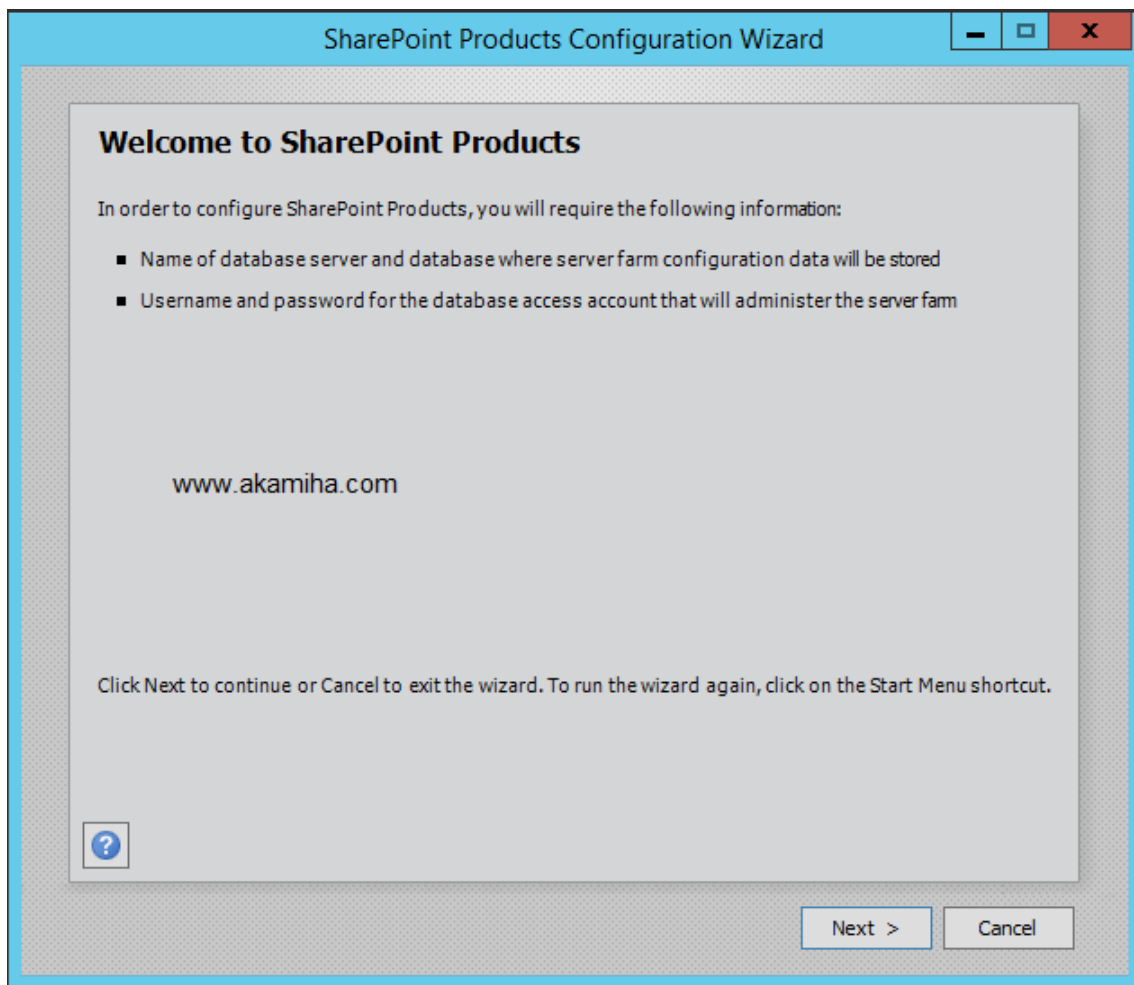 SharePoint Products Configuration Wizard
Welcome to SharePoint Products
In order to configure SharePoint Products, you will require the following information:
Name of database server and database where server farm configuration data will be stored
Username and password for the database access account that will administer the server farm
www.akamiha.com
Click Next to continue or Cancel to exit the wizard. To run the wizard again, click on the Start Menu shortcut.
?
Next >
Cancel